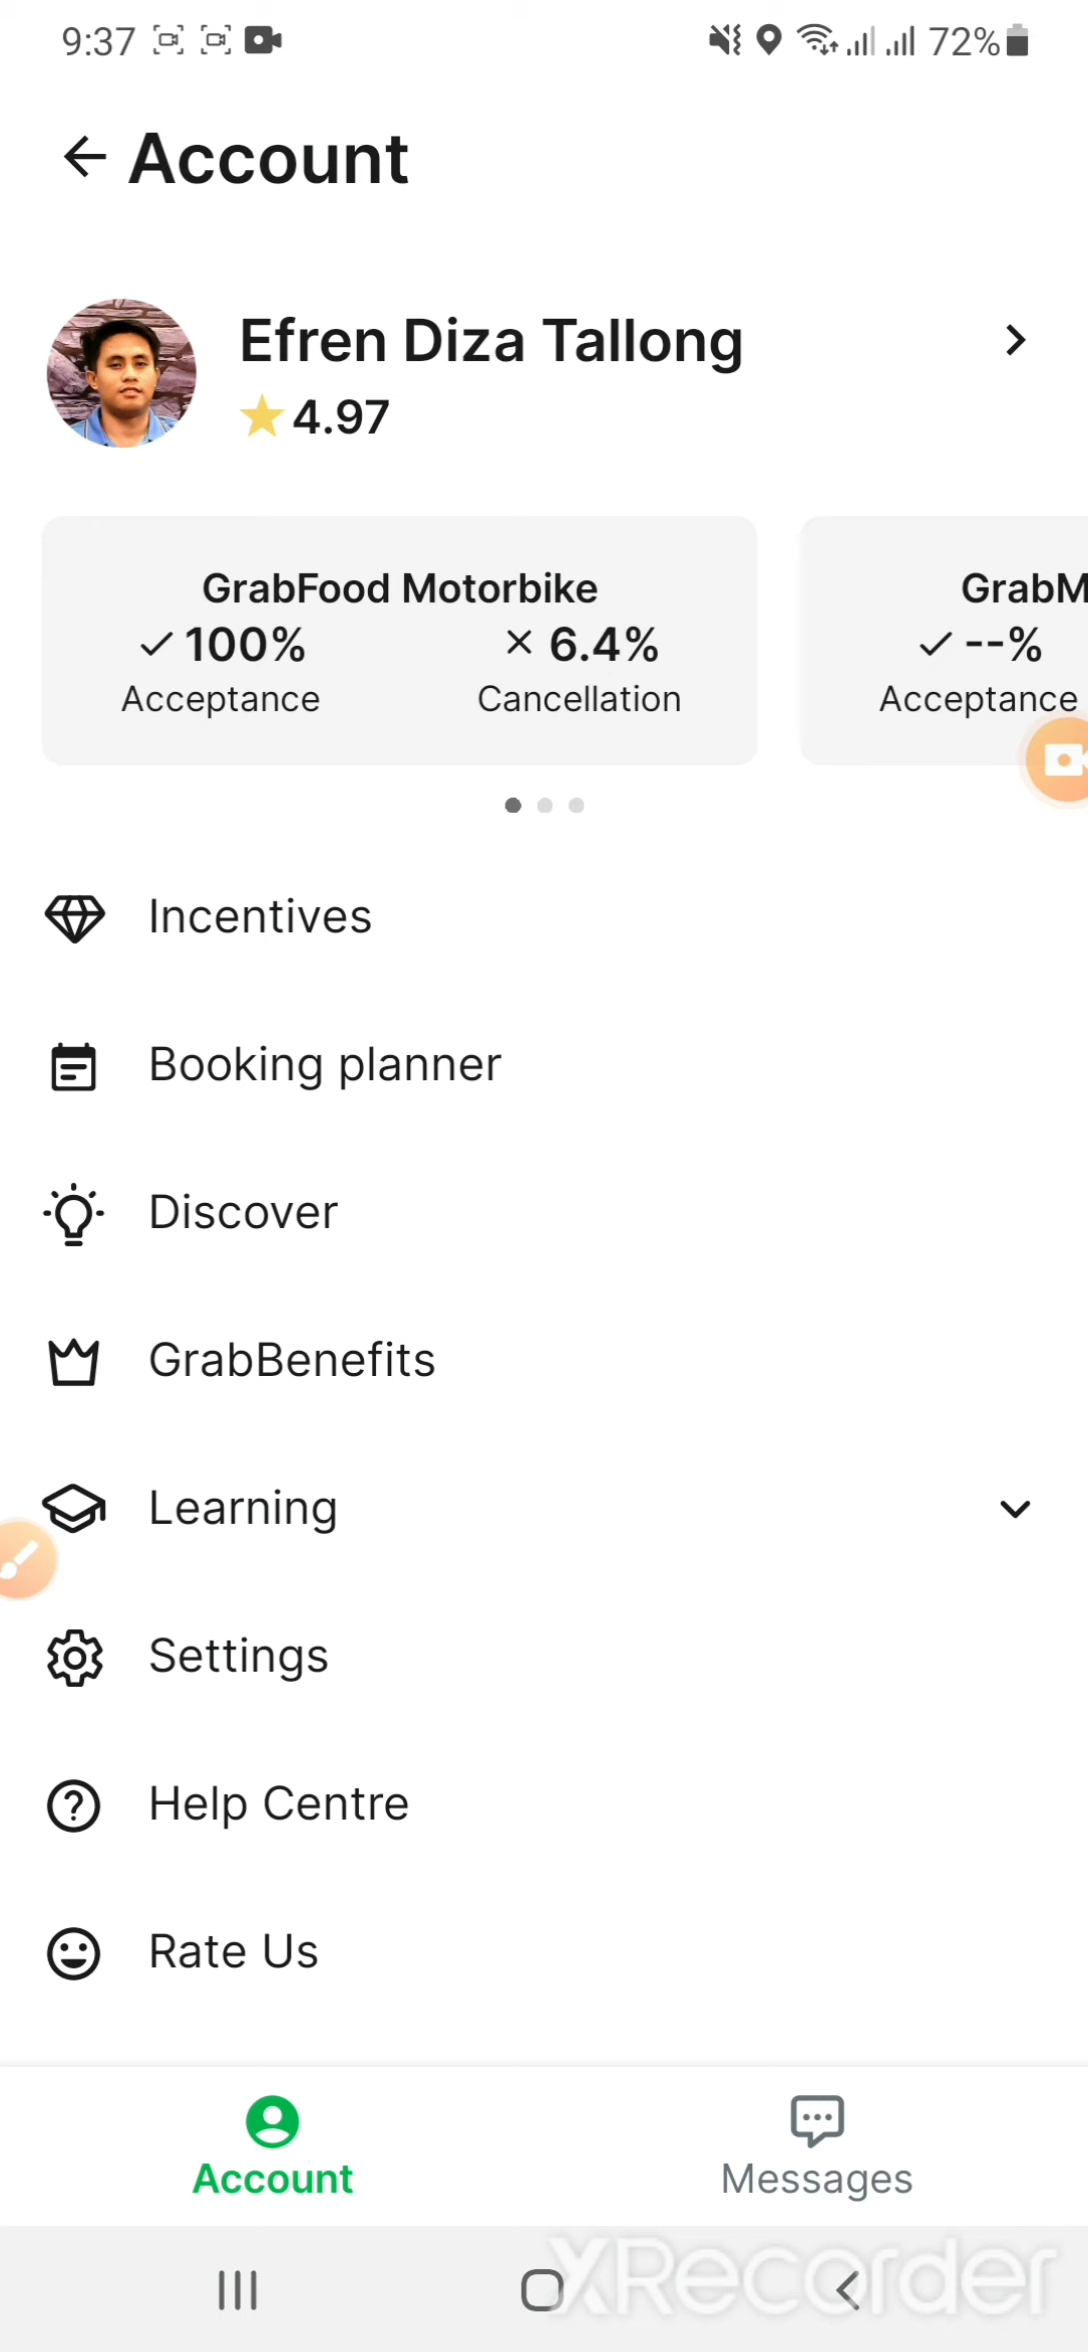 9:37
72%
Account
Efren Diza Tallong
4.97
GrabFood Motorbike
100%
6.4%
Acceptance
Cancellation
GrabM
--%
Acceptance
Incentives
Booking planner
Discover
GrabBenefits
Learning
Settings
Help Centre
Rate Us
Account
Messages
XRecorder